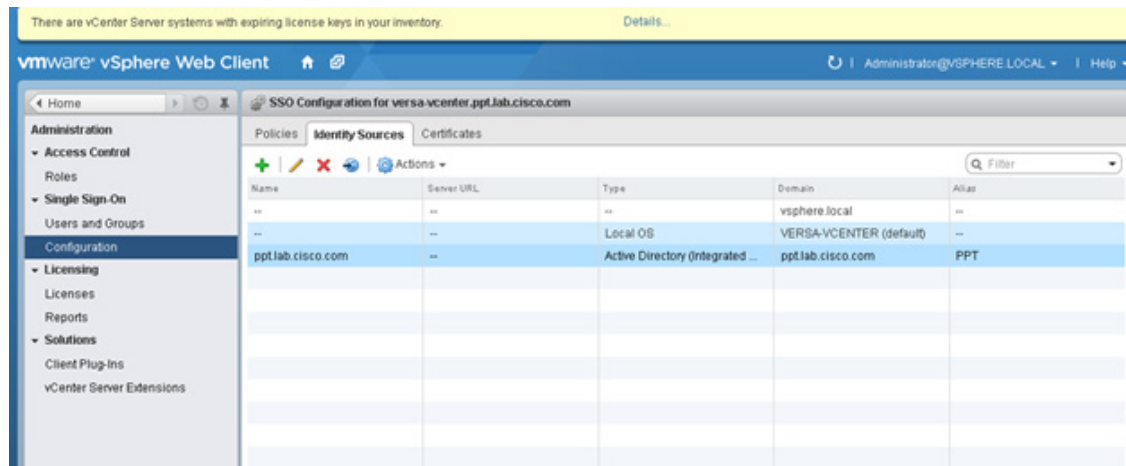 There are vCenter Server systems with expiring license keys in your inventory. Details...
vmware® vSphere Web Client Administrator@VSPHERE.LOCAL Help
Home
Administration
Access Control
Roles
Single Sign-On
Users and Groups
Configuration
Licensing
Licenses
Reports
Solutions
Client Plug-Ins
vCenter Server Extensions
SSO Configuration for versa-vcenter.ppt.lab.cisco.com
Policies Identity Sources Certificates
Actions Filter
Name Server URL Type Domain Alias
-- -- -- vsphere.local --
-- -- Local OS VERSA-VCENTER (default) --
ppt.lab.cisco.com -- Active Directory (Integrated ... ppt.lab.cisco.com PPT